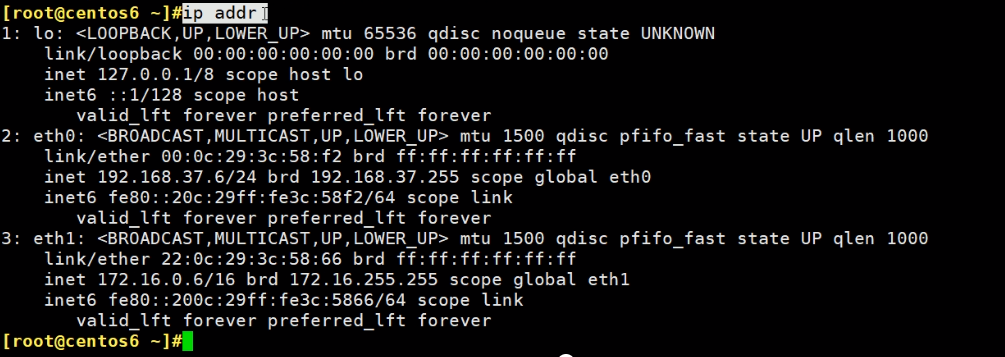 [root@centos6 ~]#ip addr
1: lo: <LOOPBACK,UP,LOWER_UP> mtu 65536 qdisc noqueue state UNKNOWN
    link/loopback 00:00:00:00:00:00 brd 00:00:00:00:00:00
    inet 127.0.0.1/8 scope host lo
    inet6 ::1/128 scope host
       valid_lft forever preferred_lft forever
2: eth0: <BROADCAST,MULTICAST,UP,LOWER_UP> mtu 1500 qdisc pfifo_fast state UP qlen 1000
    link/ether 00:0c:29:3c:58:f2 brd ff:ff:ff:ff:ff:ff
    inet 192.168.37.6/24 brd 192.168.37.255 scope global eth0
    inet6 fe80::20c:29ff:fe3c:58f2/64 scope link
       valid_lft forever preferred_lft forever
3: eth1: <BROADCAST,MULTICAST,UP,LOWER_UP> mtu 1500 qdisc pfifo_fast state UP qlen 1000
    link/ether 22:0c:29:3c:58:66 brd ff:ff:ff:ff:ff:ff
    inet 172.16.0.6/16 brd 172.16.255.255 scope global eth1
    inet6 fe80::200c:29ff:fe3c:5866/64 scope link
       valid_lft forever preferred_lft forever
[root@centos6 ~]#